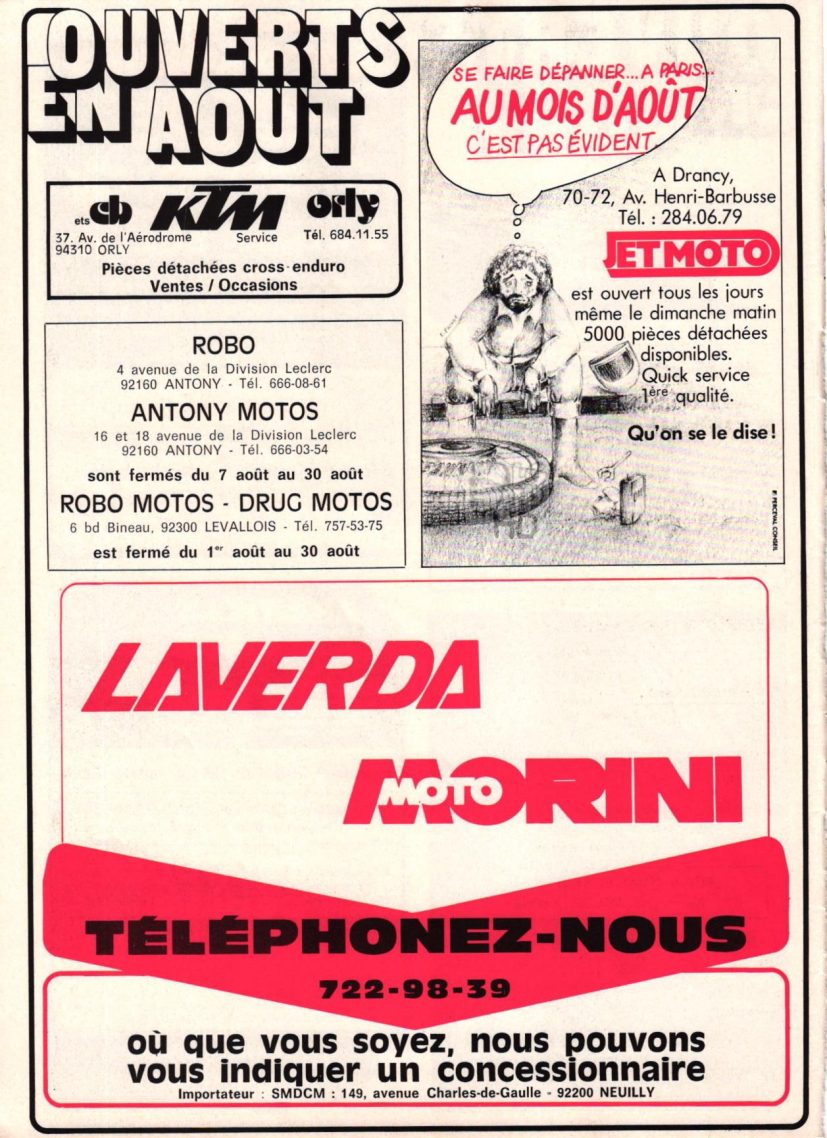 OUVERTS
EN AOUT
ets cb KTM orly
37. Av. de l'Aérodrome Service Tél. 684.11.55
94310 ORLY
Pièces détachées cross-enduro
Ventes / Occasions
ROBO
4 avenue de la Division Leclerc
92160 ANTONY - Tél. 666-08-61
ANTONY MOTOS
16 et 18 avenue de la Division Leclerc
92160 ANTONY - Tél. 666-03-54
sont fermés du 7 août au 30 août
ROBO MOTOS - DRUG MOTOS
6 bd Bineau, 92300 LEVALLOIS - Tél. 757-53-75
est fermé du 1er août au 30 août
SE FAIRE DÉPANNER... A PARIS...
AU MOIS D'AOÛT
C'EST PAS ÉVIDENT.
A Drancy,
70-72, Av. Henri-Barbusse
Tél. : 284.06.79
JET MOTO
est ouvert tous les jours
même le dimanche matin
5000 pièces détachées
disponibles.
Quick service
1ère qualité.
Qu'on se le dise!
PERCEVAL CONSEIL
LAVERDA
MOTO MORINI
TÉLÉPHONEZ-NOUS
722-98-39
où que vous soyez, nous pouvons
vous indiquer un concessionnaire
Importateur : SMDCM : 149, avenue Charles-de-Gaulle - 92200 NEUILLY